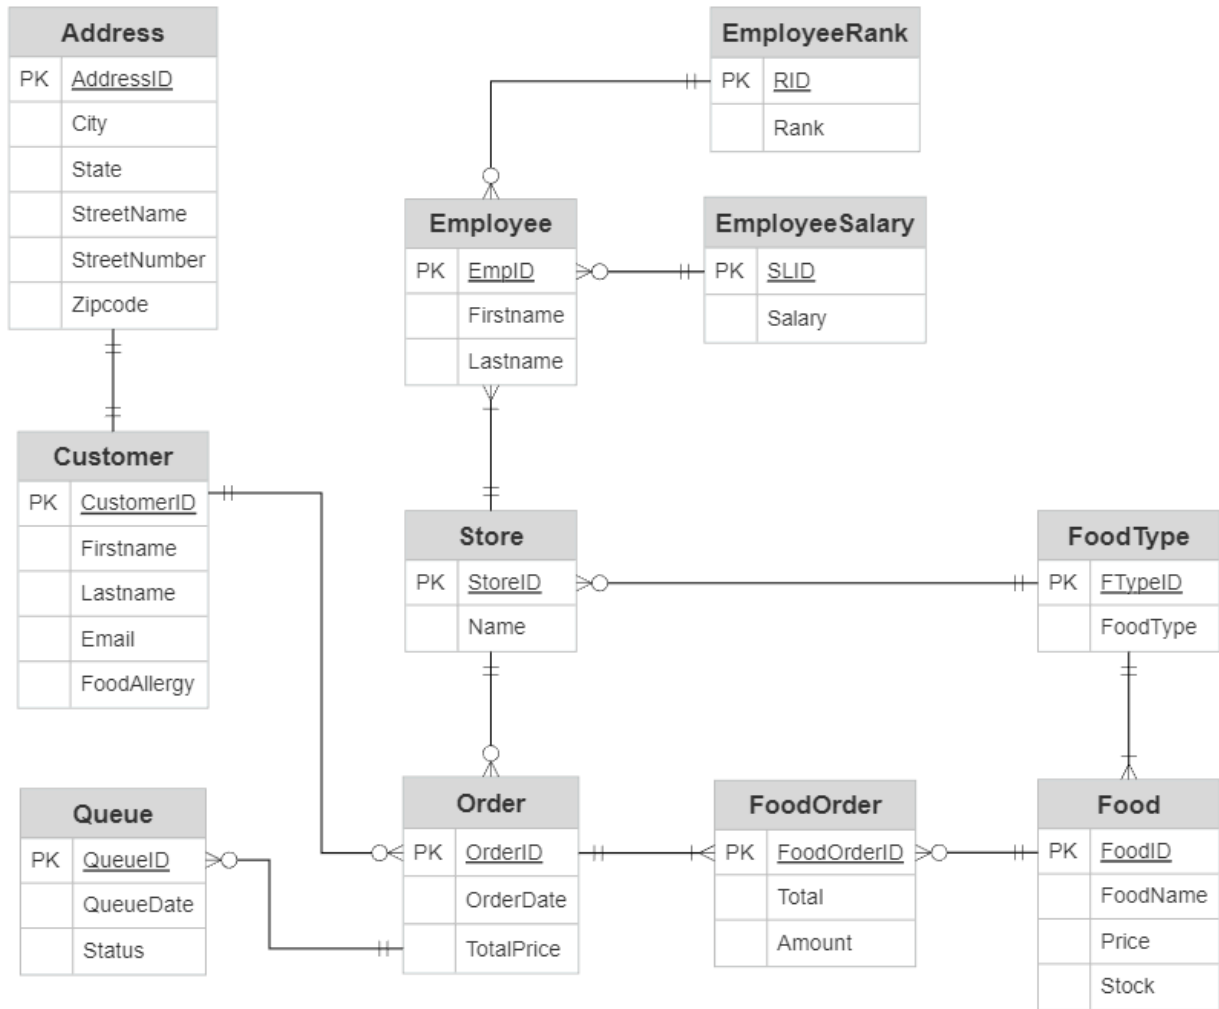 Address
PK AddressID
City
State
StreetName
StreetNumber
Zipcode
EmployeeRank
PK RID
Rank
Employee
PK EmpID
Firstname
Lastname
EmployeeSalary
PK SLID
Salary
Customer
PK CustomerID
Firstname
Lastname
Email
FoodAllergy
Store
PK StoreID
Name
FoodType
PK FTypeID
FoodType
Queue
PK QueueID
QueueDate
Status
Order
PK OrderID
OrderDate
TotalPrice
FoodOrder
PK FoodOrderID
Total
Amount
Food
PK FoodID
FoodName
Price
Stock